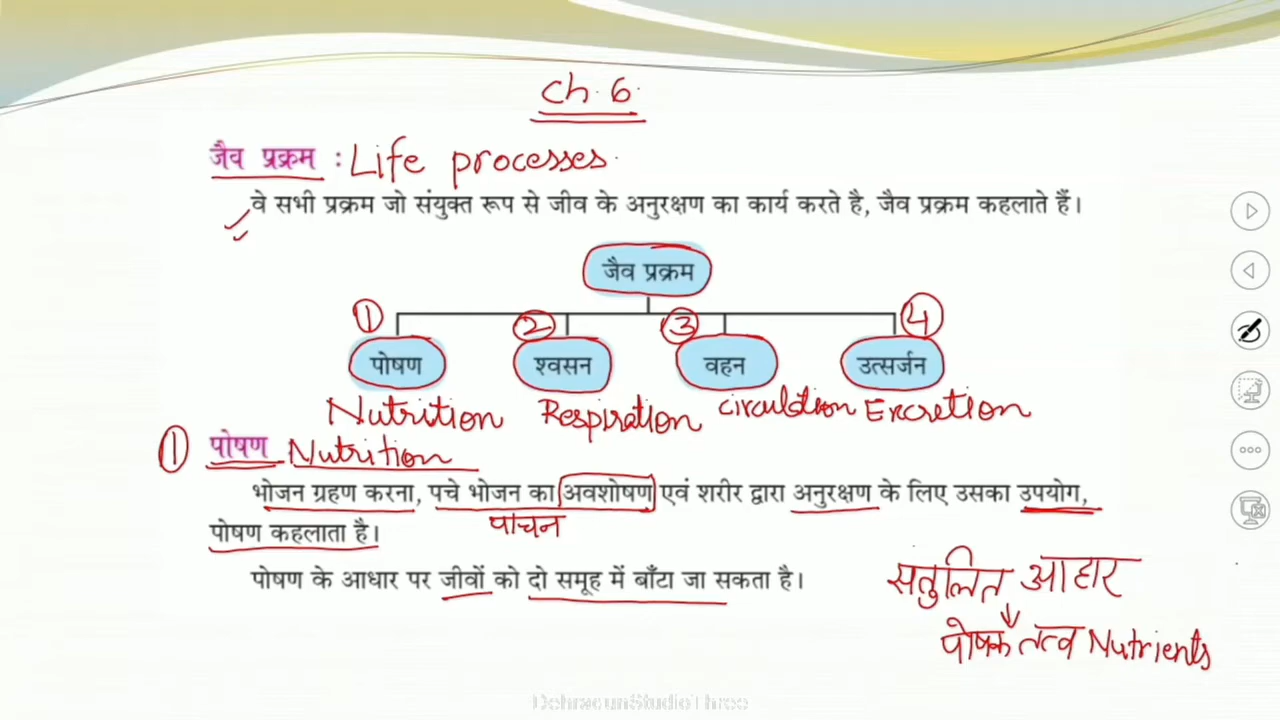 Ch. 6.
जैव प्रक्रम : Life processes.
वे सभी प्रक्रम जो संयुक्त रूप से जीव के अनुरक्षण का कार्य करते है, जैव प्रक्रम कहलाते हैं।
जैव प्रक्रम
① ② ③ ④
पोषण श्वसन वहन उत्सर्जन
Nutrition Respiration circulation Excretion
① पोषण Nutrition
भोजन ग्रहण करना, पचे भोजन का अवशोषण एवं शरीर द्वारा अनुरक्षण के लिए उसका उपयोग,
पाचन
पोषण कहलाता है।
पोषण के आधार पर जीवों को दो समूह में बाँटा जा सकता है।
सतुलित आहार
पोषक तत्व Nutrients
DehradunStudioThree